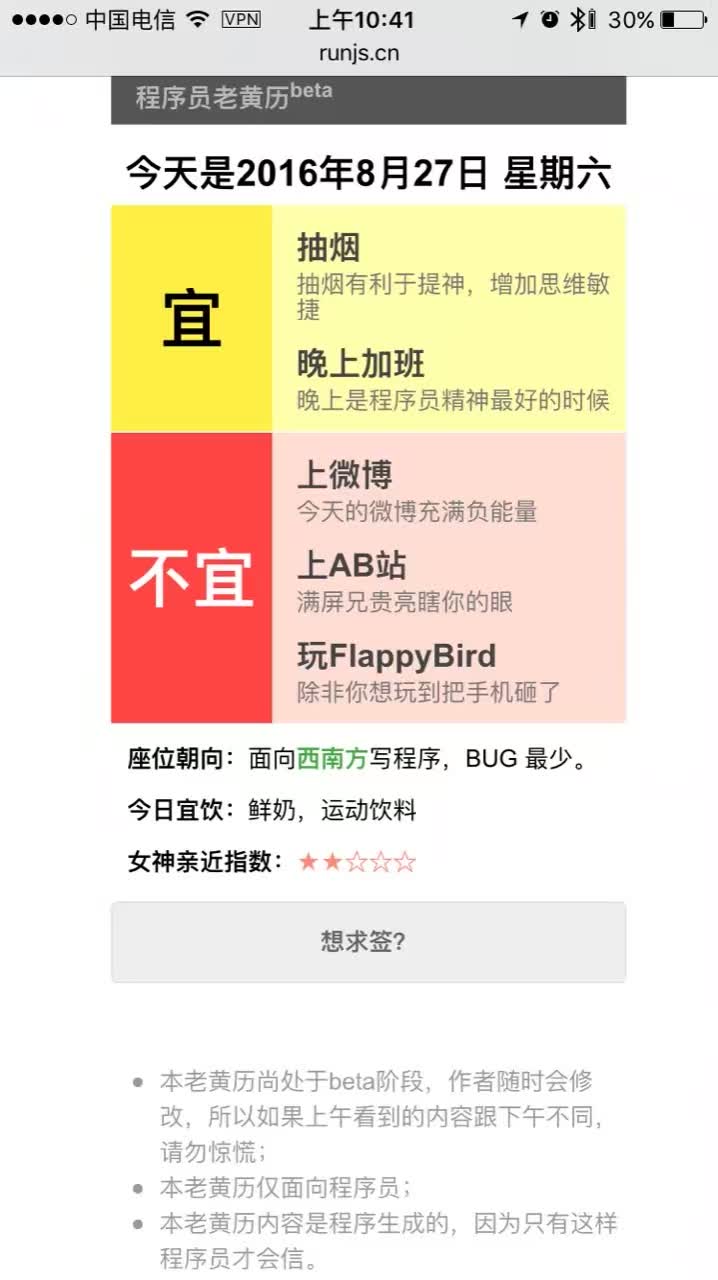 中国电信 VPN 上午10:41 30%
runjs.cn
程序员老黄历beta
今天是2016年8月27日 星期六
宜
抽烟
抽烟有利于提神，增加思维敏
捷
晚上加班
晚上是程序员精神最好的时候
不宜
上微博
今天的微博充满负能量
上AB站
满屏兄贵亮瞎你的眼
玩FlappyBird
除非你想玩到把手机砸了
座位朝向：面向西南方写程序，BUG 最少。
今日宜饮：鲜奶，运动饮料
女神亲近指数：★★☆☆☆
想求签?
本老黄历尚处于beta阶段，作者随时会修
改，所以如果上午看到的内容跟下午不同，
请勿惊慌；
本老黄历仅面向程序员；
本老黄历内容是程序生成的，因为只有这样
程序员才会信。